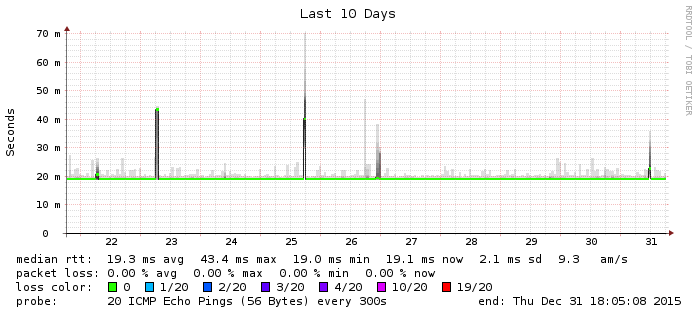 Last 10 Days
RRDTOOL / TOBI OETIKER
Seconds
70 m
60 m
50 m
40 m
30 m
20 m
10 m
0
22 23 24 25 26 27 28 29 30 31
median rtt: 19.3 ms avg 43.4 ms max 19.0 ms min 19.1 ms now 2.1 ms sd 9.3 am/s
packet loss: 0.00 % avg 0.00 % max 0.00 % min 0.00 % now
loss color: 0 1/20 2/20 3/20 4/20 10/20 19/20
probe: 20 ICMP Echo Pings (56 Bytes) every 300s end: Thu Dec 31 18:05:08 2015